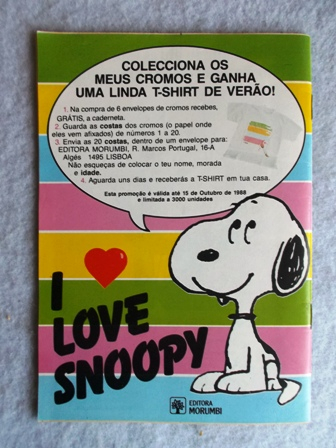 COLECCIONA OS
MEUS CROMOS E GANHA
UMA LINDA T-SHIRT DE VERÃO!
1. Na compra de 6 envelopes de cromos recebes,
GRÁTIS, a caderneta.
2. Guarda as costas dos cromos (o papel onde
eles vem afixados) de números 1 a 20.
3. Envia as 20 costas, dentro de um envelope para:
EDITORA MORUMBI, R. Marcos Portugal, 16-A
Algés 1495 LISBOA
Não esqueças de colocar o teu nome, morada
e idade.
4. Aguarda uns dias e receberás a T-SHIRT em tua casa.
Esta promoção é válida até 15 de Outubro de 1988
e limitada a 3000 unidades
I
LOVE
SNOOPY
EDITORA
MORUMBI